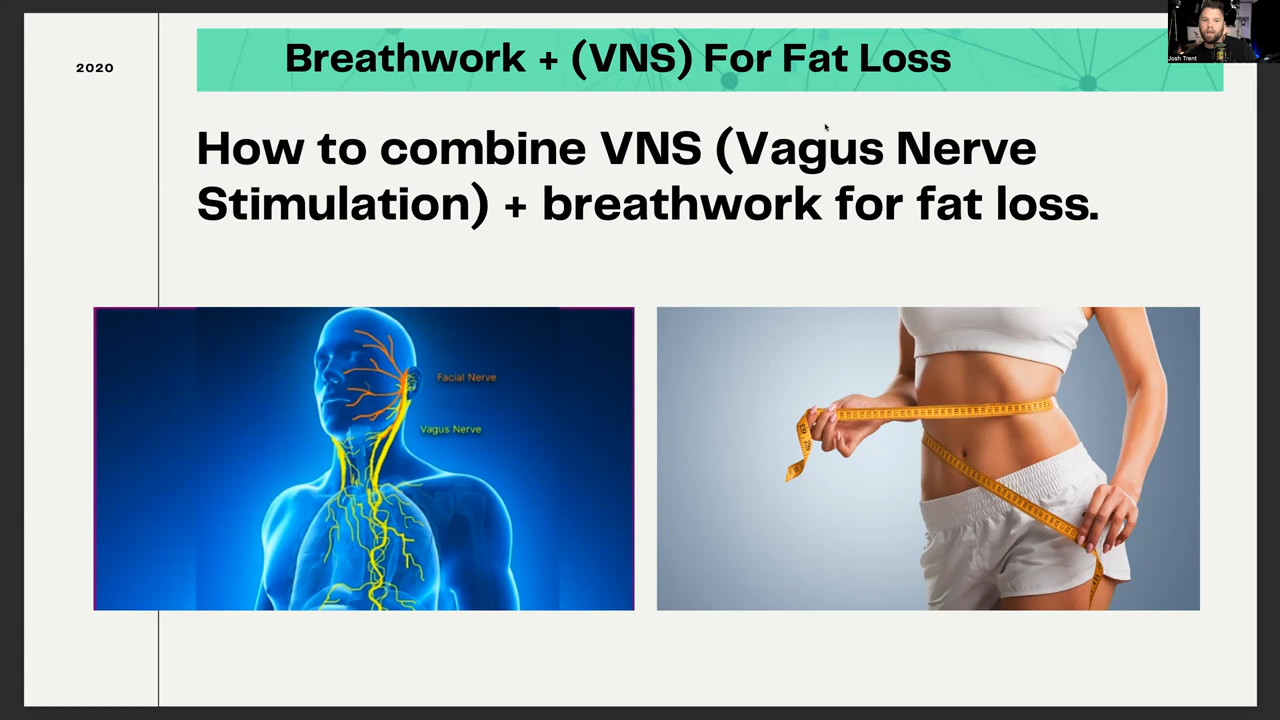 2020
Breathwork + (VNS) For Fat Loss
Josh Trent
How to combine VNS (Vagus Nerve
Stimulation) + breathwork for fat loss.
Facial Nerve
Vagus Nerve